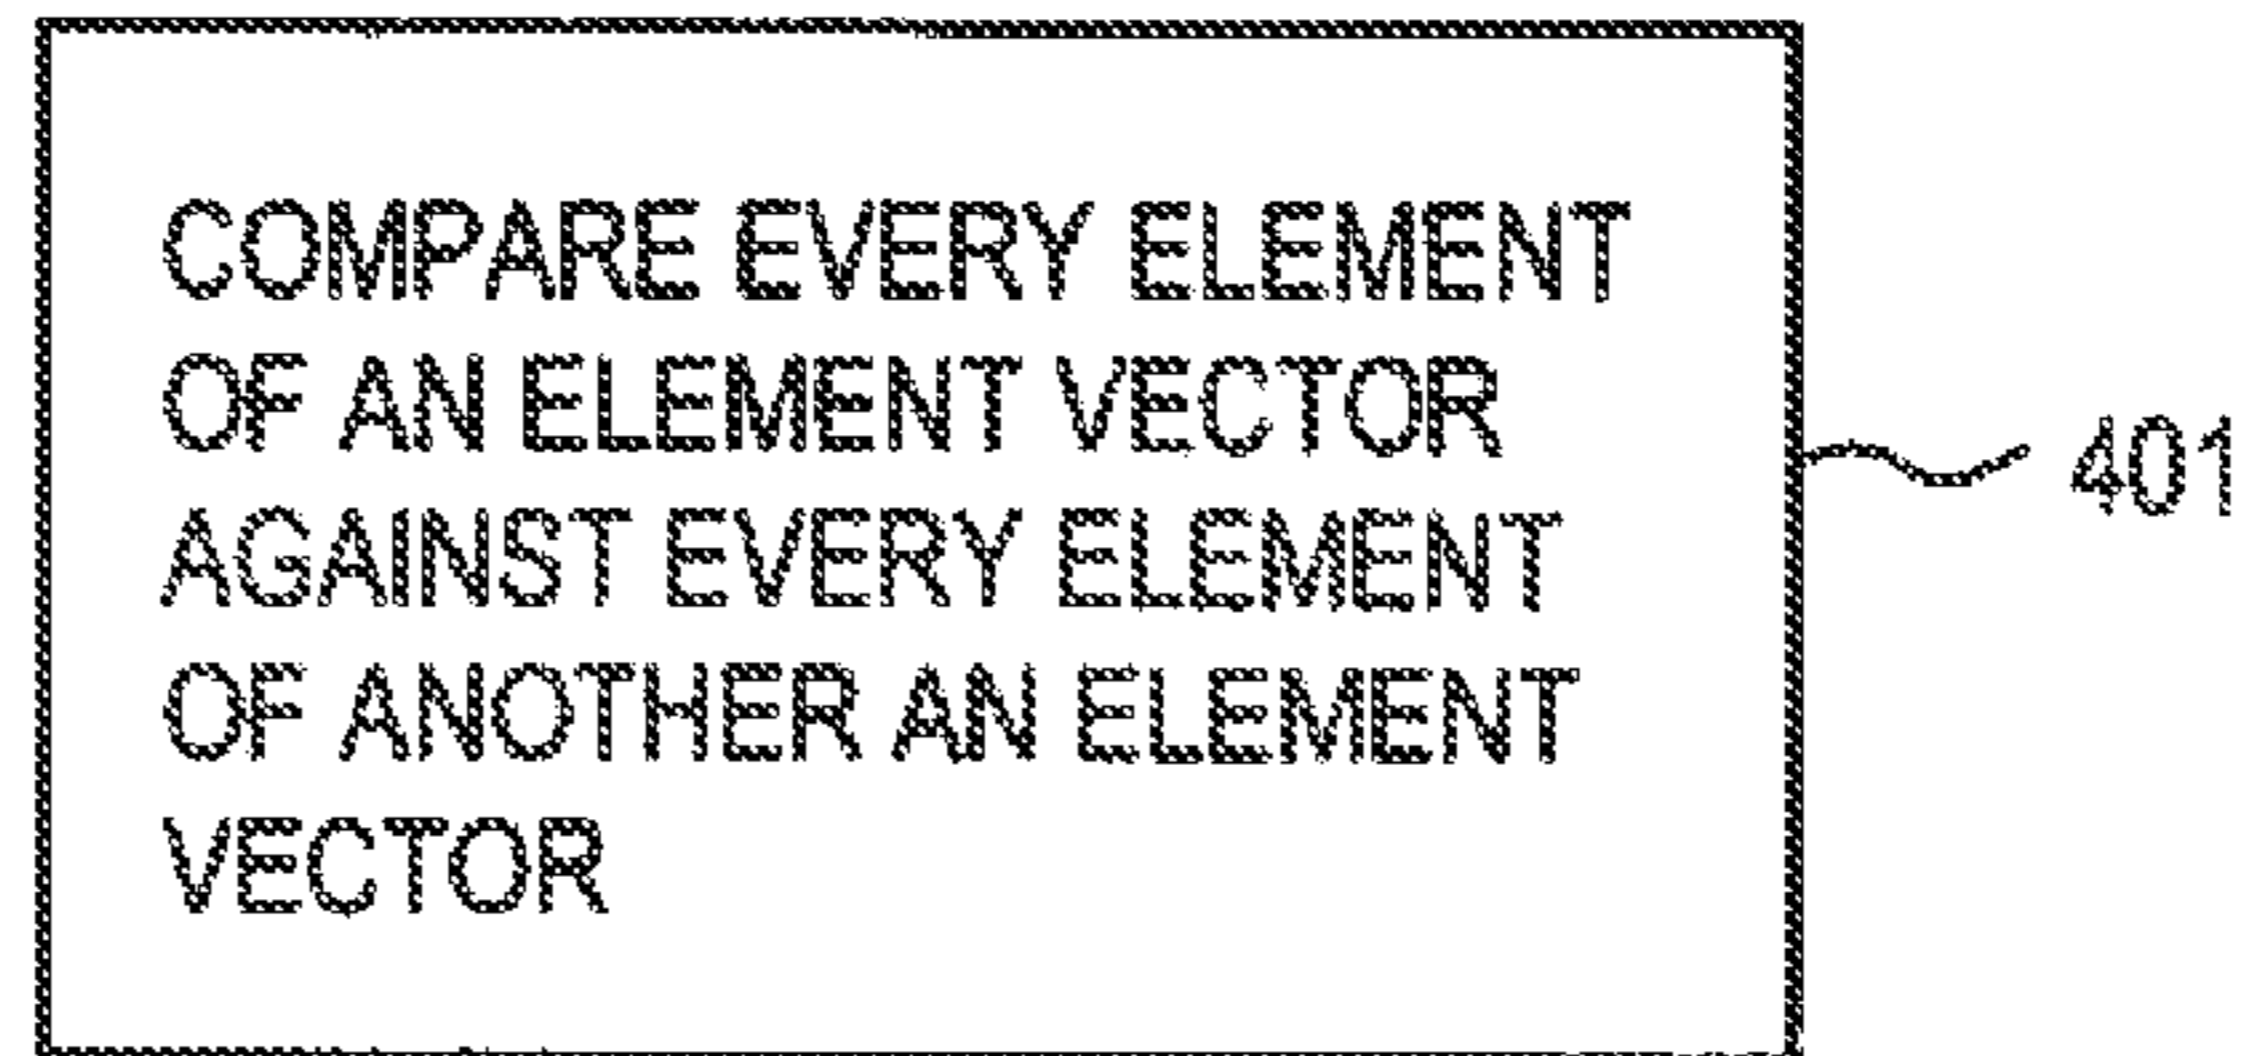 COMPARE EVERY ELEMENT
OF AN ELEMENT VECTOR
AGAINST EVERY ELEMENT
OF ANOTHER AN ELEMENT
VECTOR
401